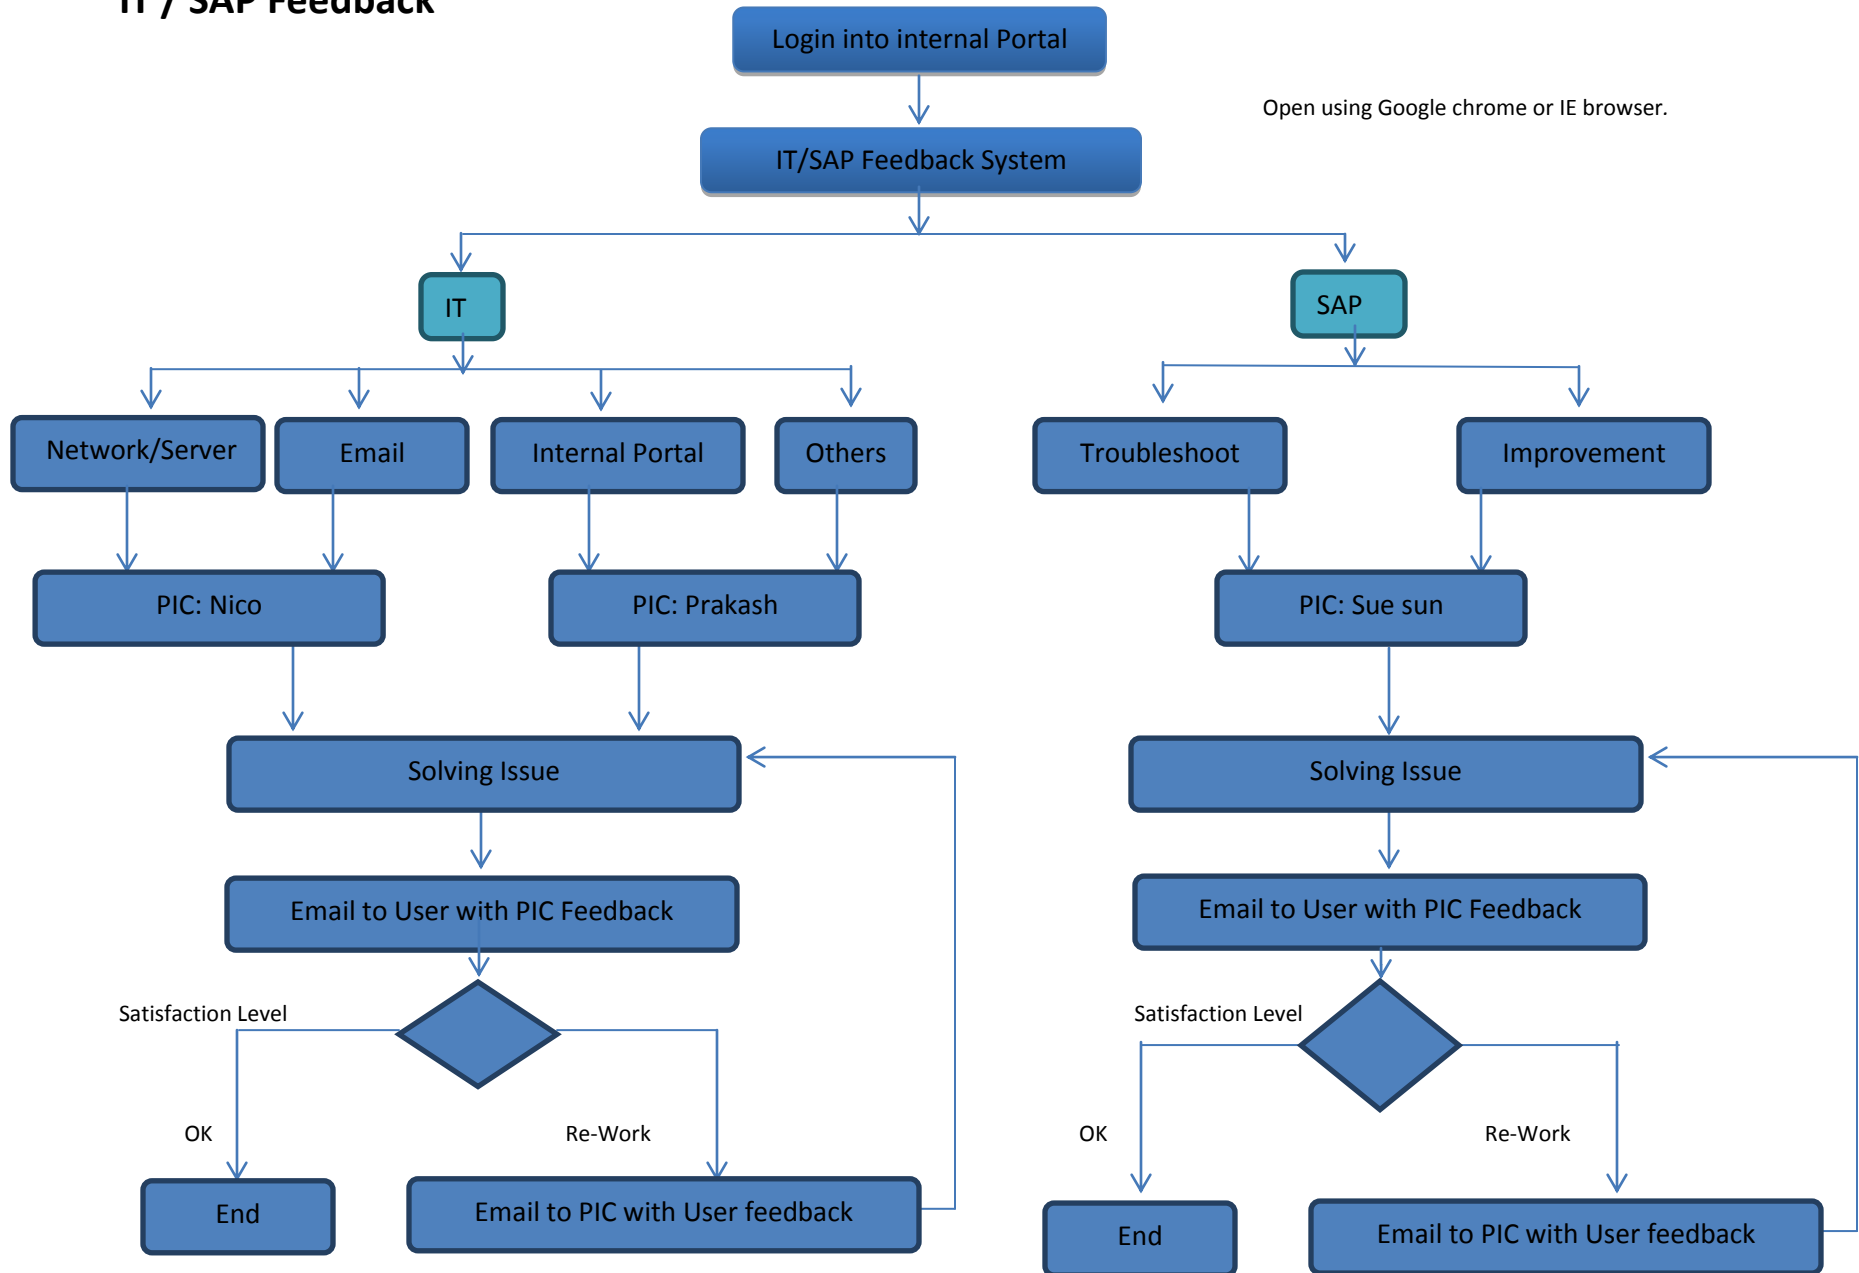 IT / SAP Feedback
Login into internal Portal
Open using Google chrome or IE browser.
IT/SAP Feedback System
IT
SAP
Network/Server
Email
Internal Portal
Others
Troubleshoot
Improvement
PIC: Nico
PIC: Prakash
PIC: Sue sun
Solving Issue
Solving Issue
Email to User with PIC Feedback
Email to User with PIC Feedback
Satisfaction Level
Satisfaction Level
OK
Re-Work
OK
Re-Work
End
Email to PIC with User feedback
End
Email to PIC with User feedback